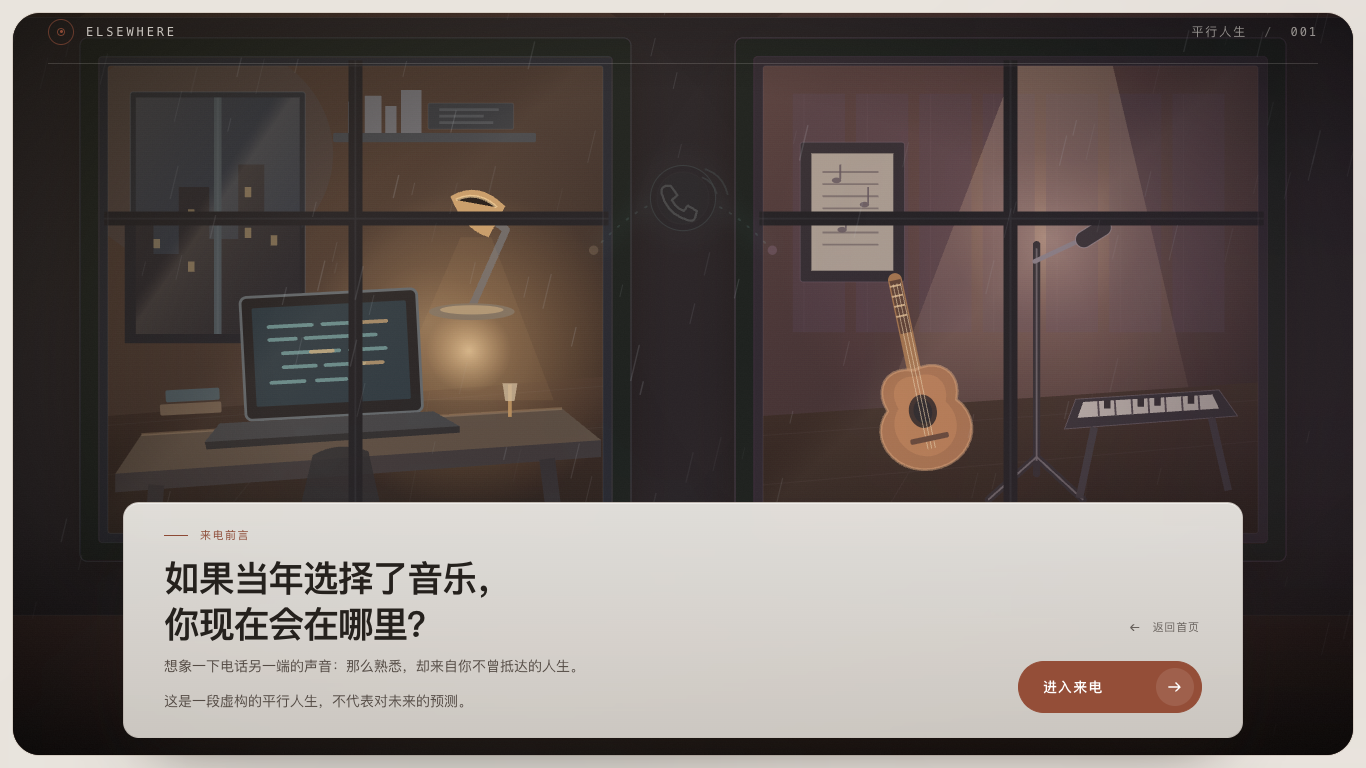 ELSEWHERE
平行人生 / 001
来电前言
如果当年选择了音乐，
你现在会在哪里?
想象一下电话另一端的声音：那么熟悉，却来自你不曾抵达的人生。
这是一段虚构的平行人生，不代表对未来的预测。
← 返回首页
进入来电 →